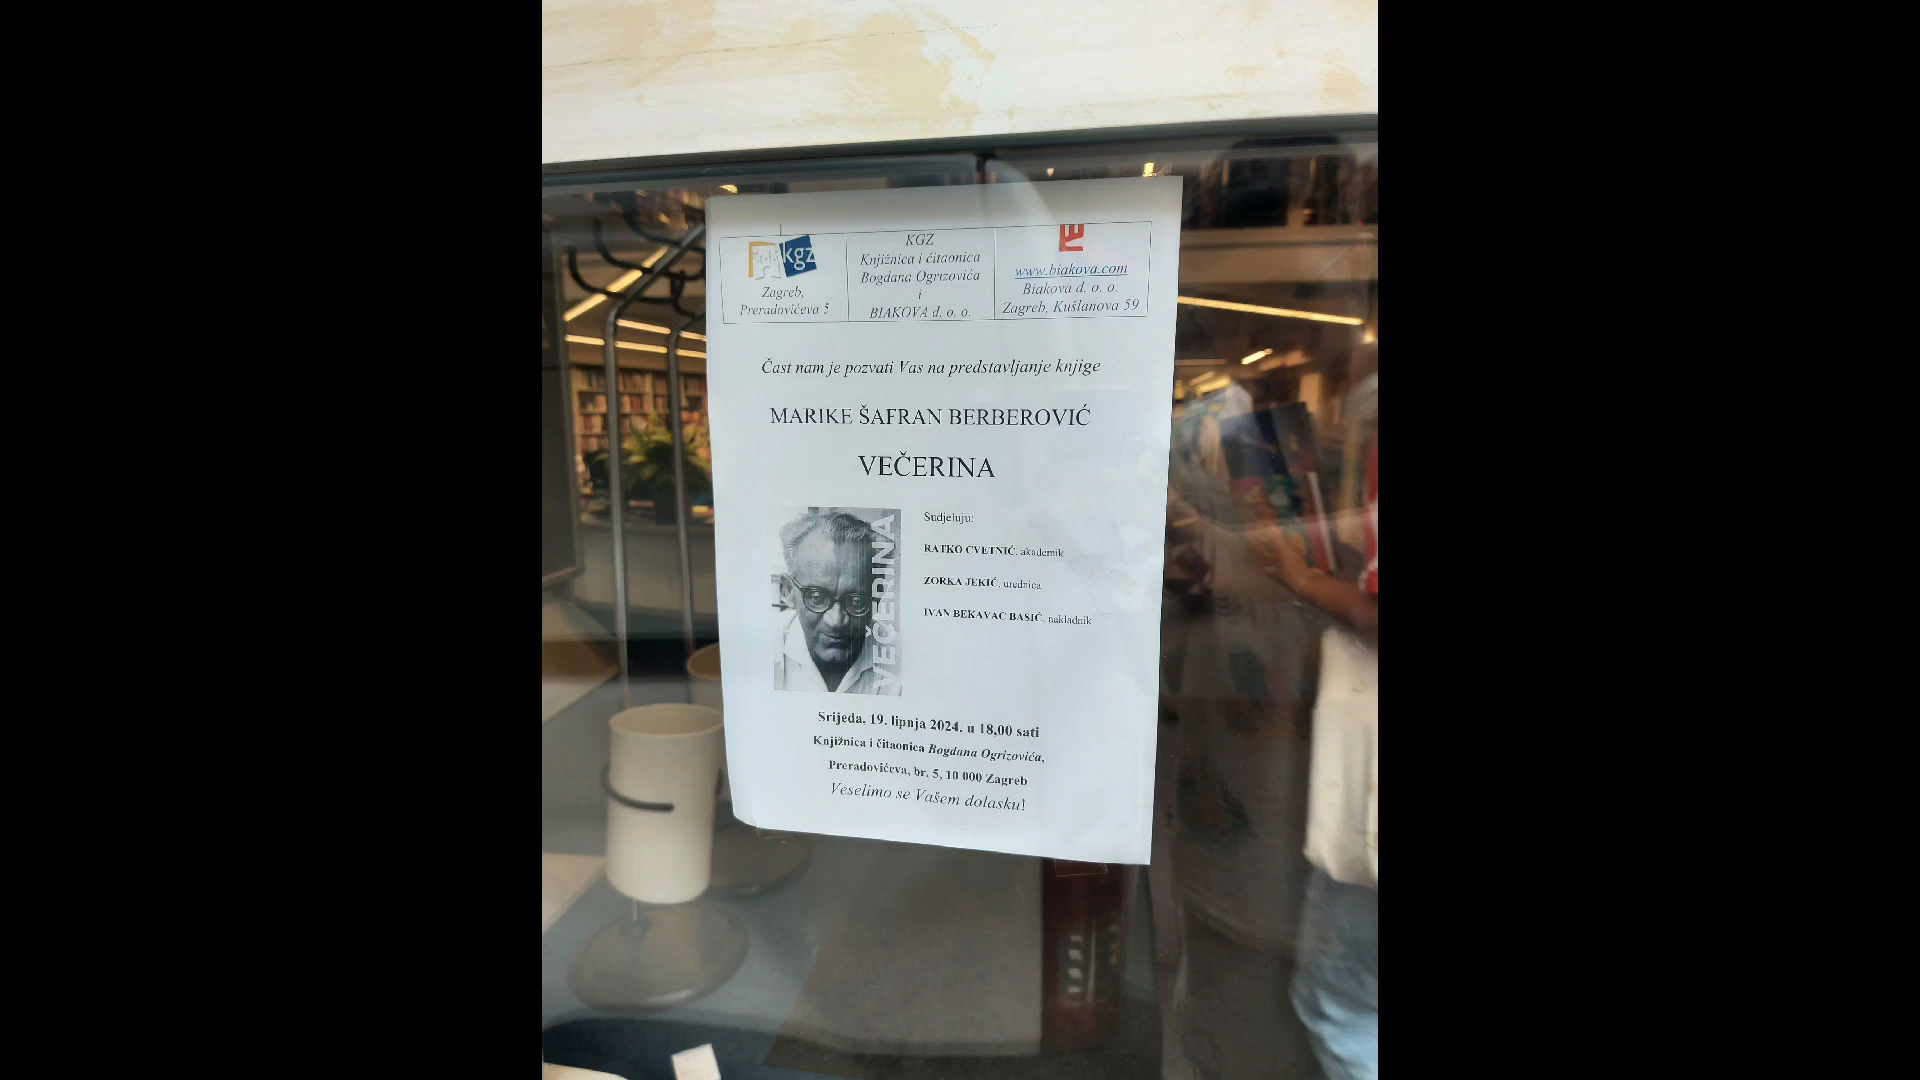 kgz
Zagreb,
Preradovićeva 5
KGZ
Knjižnica i čitaonica
Bogdana Ogrizovića
i
BIAKOVA d. o. o.
www.biakova.com
Biakova d. o. o.
Zagreb, Kušlanova 59
Čast nam je pozvati Vas na predstavljanje knjige
MARIKE ŠAFRAN BERBEROVIĆ
VEČERINA
VEČERINA
Sudjeluju:
RATKO CVETNIĆ, akademik
ZORKA JEKIĆ, urednica
IVAN BEKAVAC BASIĆ, nakladnik
Srijeda, 19. lipnja 2024. u 18,00 sati
Knjižnica i čitaonica Bogdana Ogrizovića,
Preradovićeva, br. 5, 10 000 Zagreb
Veselimo se Vašem dolasku!